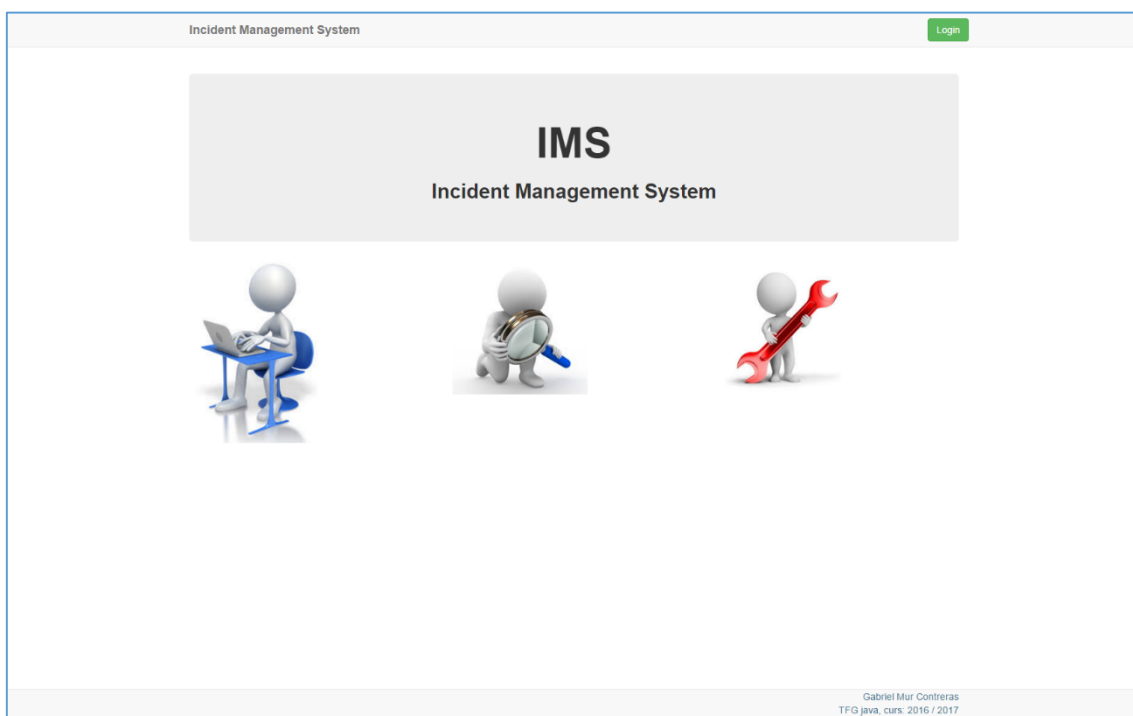 Incident Management System
Login
IMS
Incident Management System
Gabriel Mur Contreras
TFG java, curs: 2016 / 2017